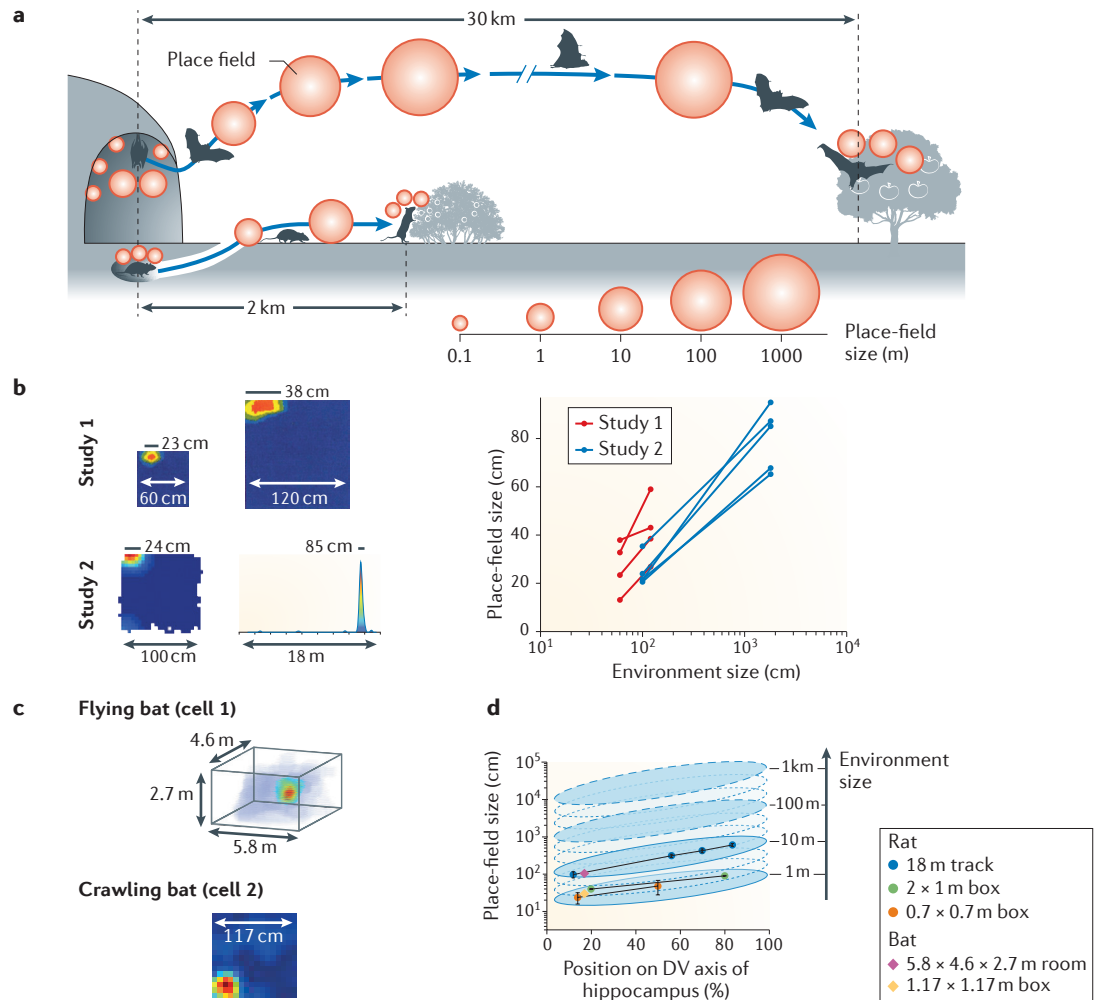 a
30 km
Place field
2 km
0.1
1
10
100
1000
Place-field
size (m)
b
Study 1
23 cm
60 cm
38 cm
120 cm
Study 2
24 cm
100 cm
85 cm
18 m
Place-field size (cm)
80
60
40
20
0
10¹
10²
10³
10⁴
Environment size (cm)
Study 1
Study 2
c
Flying bat (cell 1)
4.6 m
2.7 m
5.8 m
Crawling bat (cell 2)
117 cm
d
Place-field size (cm)
10⁵
10⁴
10³
10²
10¹
0
20
40
60
80
100
Position on DV axis of
hippocampus (%)
1 km
100 m
10 m
1 m
Environment
size
Rat
18 m track
2 × 1 m box
0.7 × 0.7 m box
Bat
5.8 × 4.6 × 2.7 m room
1.17 × 1.17 m box